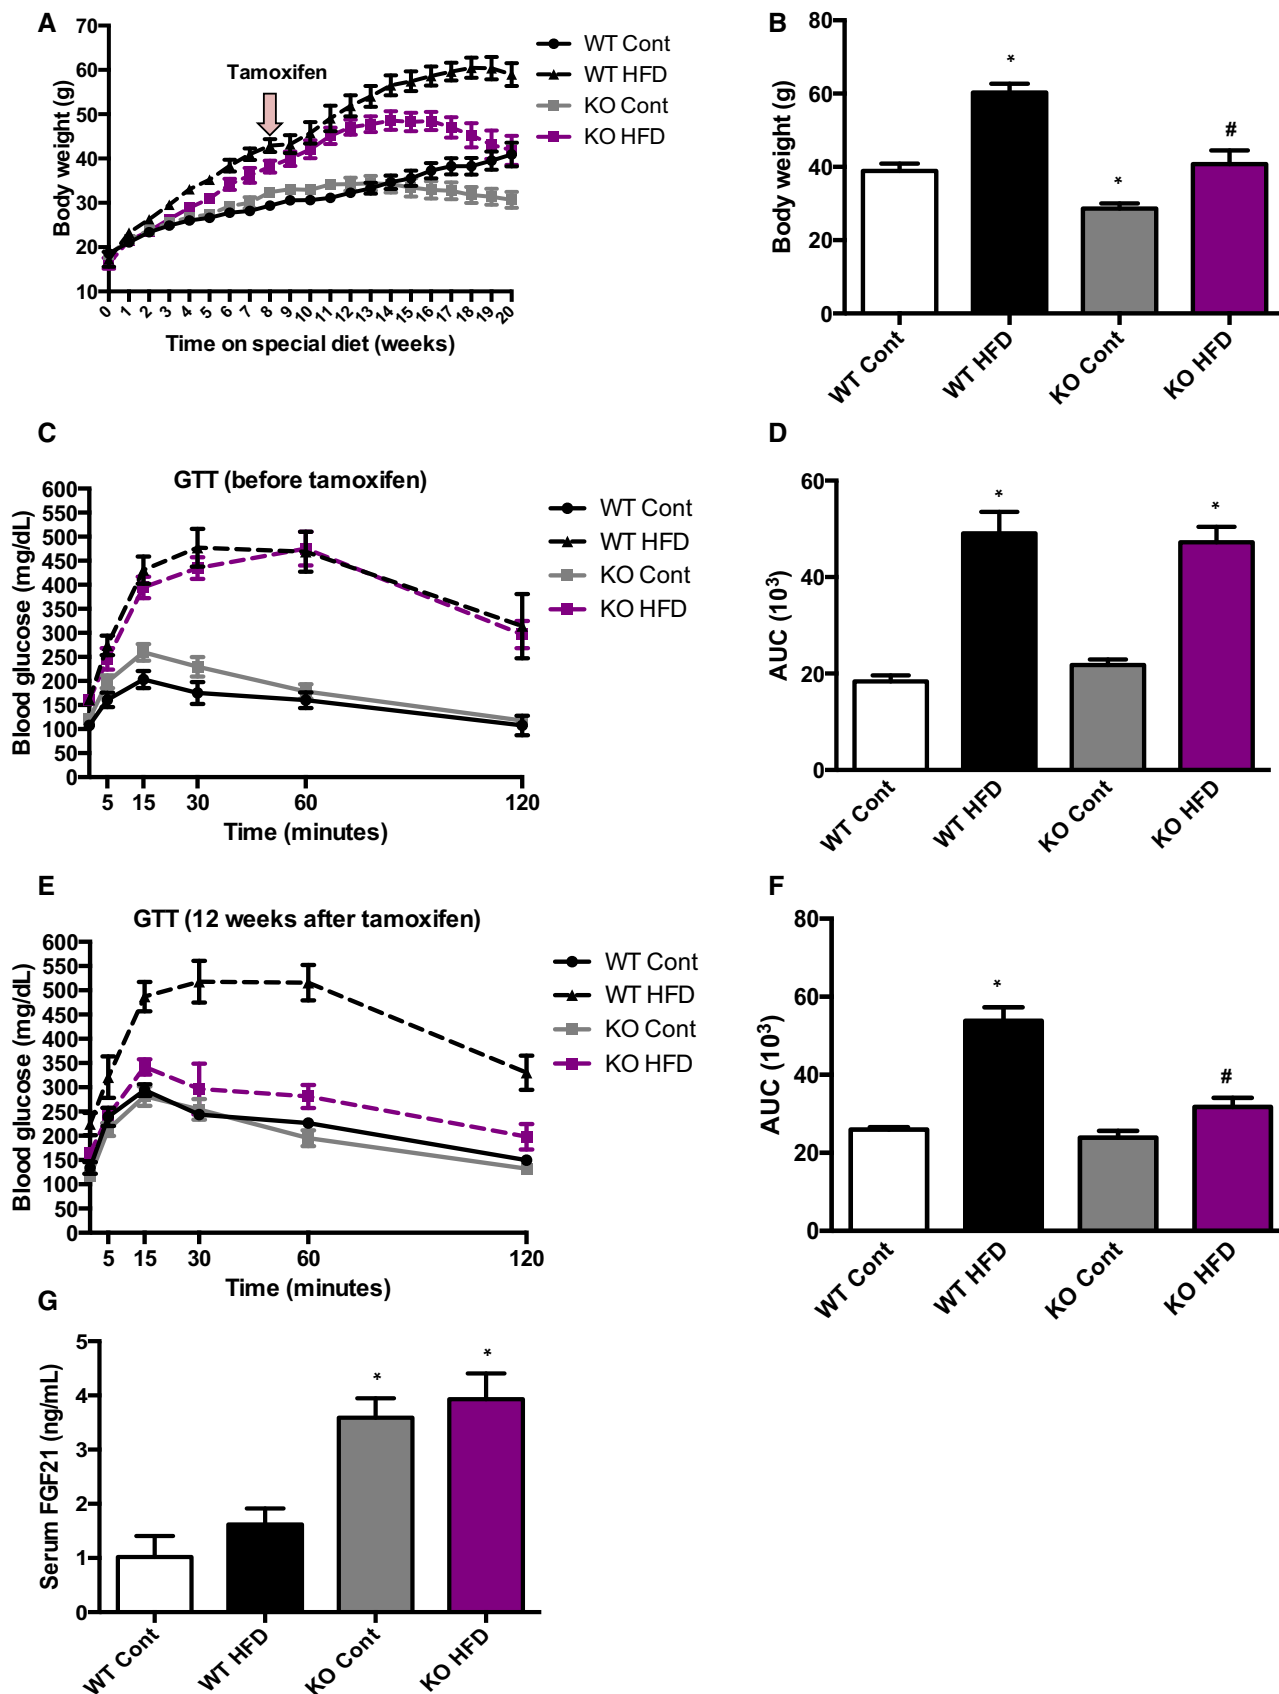 A
Body weight (g)
70
60
50
40
30
20
10
Tamoxifen
0 1 2 3 4 5 6 7 8 9 10 11 12 13 14 15 16 17 18 19 20
Time on special diet (weeks)
WT Cont
WT HFD
KO Cont
KO HFD
B
Body weight (g)
80
60
40
20
0
*
*
#
WT Cont
WT HFD
KO Cont
KO HFD
C
GTT (before tamoxifen)
Blood glucose (mg/dL)
600
550
500
450
400
350
300
250
200
150
100
50
0
5 15 30 60 120
Time (minutes)
WT Cont
WT HFD
KO Cont
KO HFD
D
AUC (10³)
60
40
20
0
*
*
WT Cont
WT HFD
KO Cont
KO HFD
E
GTT (12 weeks after tamoxifen)
Blood glucose (mg/dL)
600
550
500
450
400
350
300
250
200
150
100
50
0
5 15 30 60 120
Time (minutes)
WT Cont
WT HFD
KO Cont
KO HFD
F
AUC (10³)
80
60
40
20
0
*
#
WT Cont
WT HFD
KO Cont
KO HFD
G
Serum FGF21 (ng/mL)
5
4
3
2
1
0
*
*
WT Cont
WT HFD
KO Cont
KO HFD